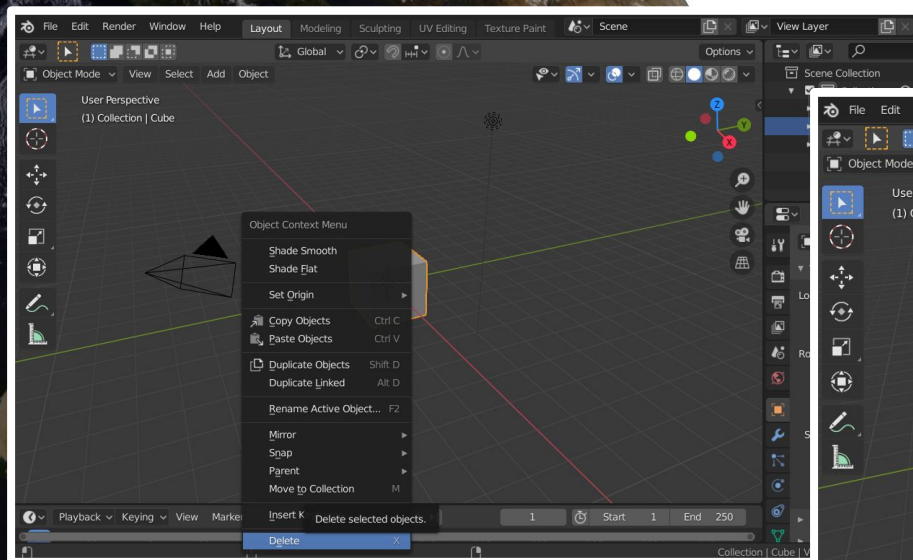 File Edit Render Window Help Layout Modeling Sculpting UV Editing Texture Paint Scene View Layer
Global Options
Object Mode View Select Add Object
Scene Collection
User Perspective
(1) Collection | Cube
Z
Y
X
File Edit
Object Mode
Use
(1) C
Object Context Menu
Shade Smooth
Shade Flat
Set Origin
Copy Objects Ctrl C
Paste Objects Ctrl V
Duplicate Objects Shift D
Duplicate Linked Alt D
Rename Active Object... F2
Mirror
Snap
Parent
Move to Collection M
Insert K
Delete selected objects.
Delete X
Lo
Ro
S
Playback Keying View Marke
1 Start 1 End 250
Collection | Cube | V